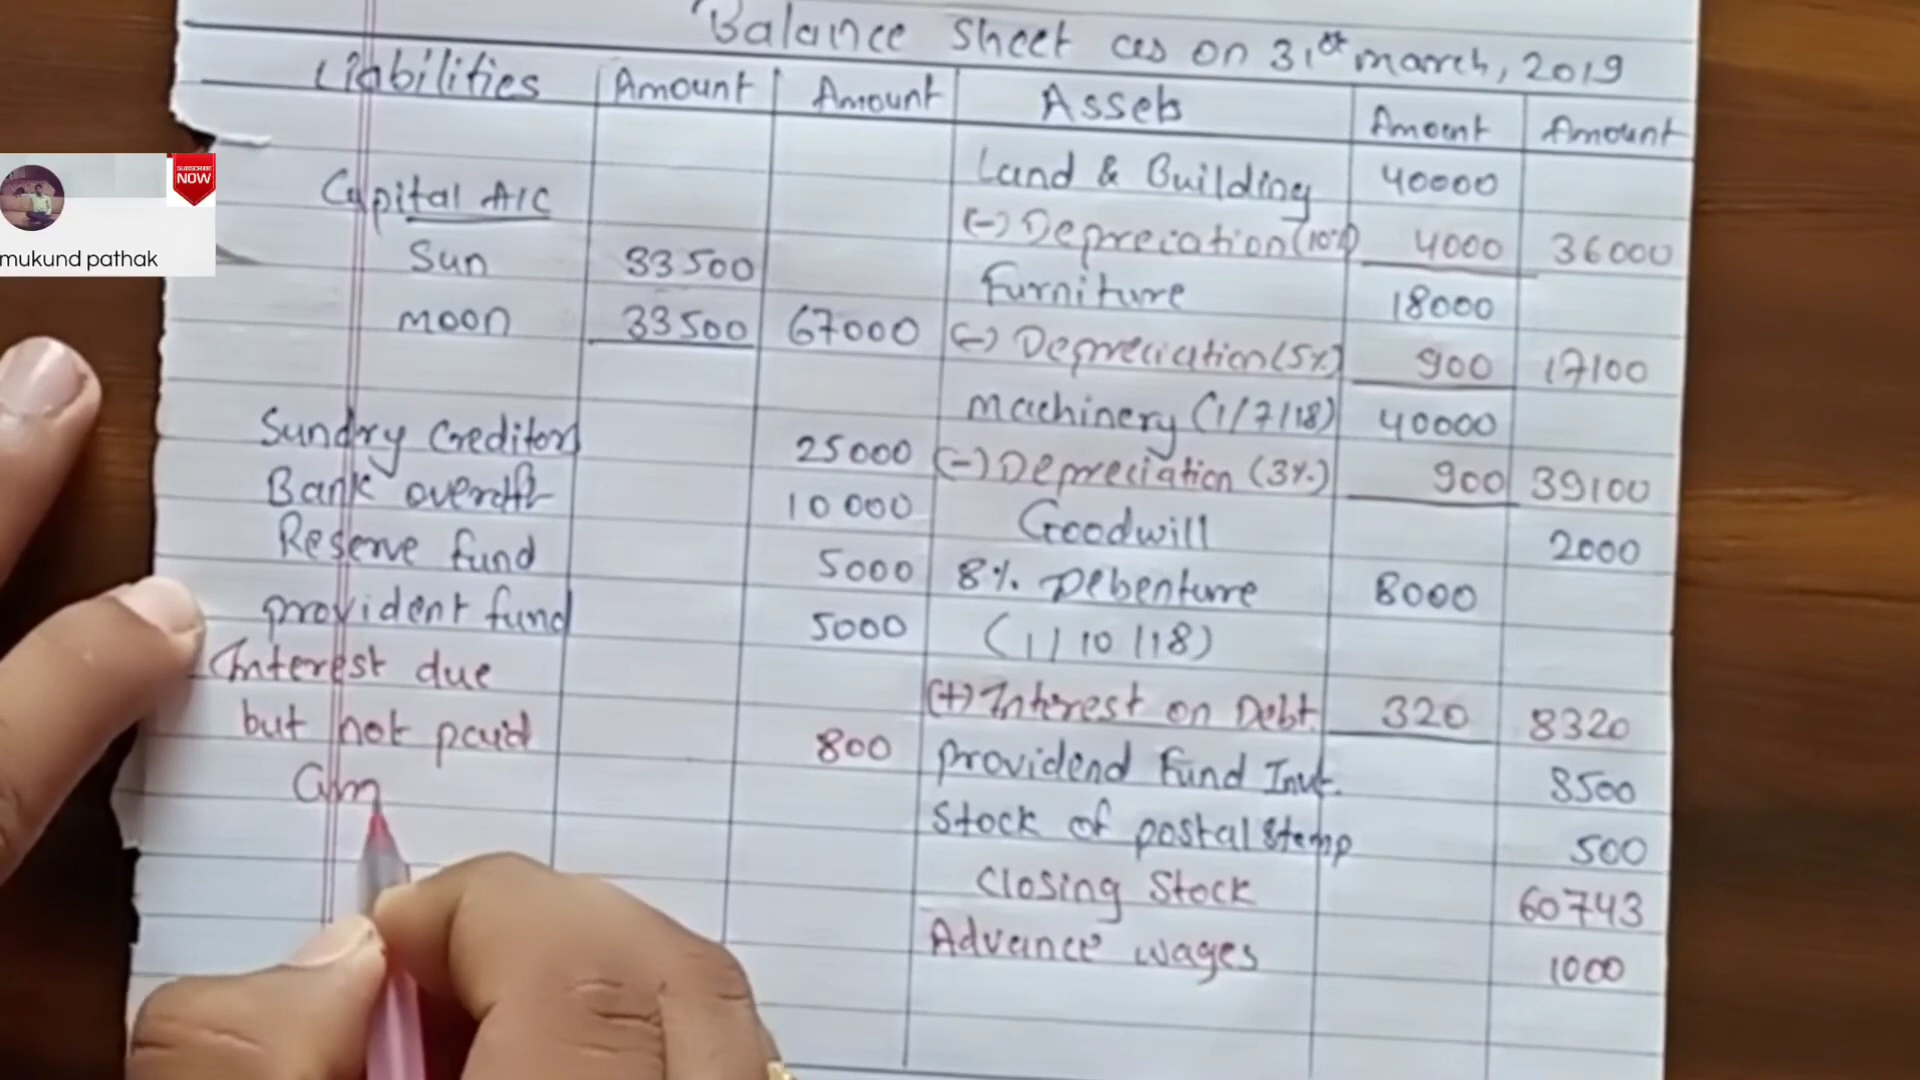 Balance Sheet as on 31st march, 2019
Liabilities Amount Amount Assets Amount Amount
Land & Building 40000
Capital A/C (-) Depreciation (10%) 4000 36000
Sun 33500 Furniture 18000
moon 33500 67000 (-) Depreciation (5%) 900 17100
Machinery (1/7/18) 40000
Sundry Creditors 25000 (-) Depreciation (3%) 900 39100
Bank overdft 10000 Goodwill 2000
Reserve fund 5000 8% Debenture 8000
provident fund 5000 (1/10/18)
Interest due (+) Interest on Debt. 320 8320
but not paid 800 Providend Fund Invt. 8500
am Stock of postal stemp 500
Closing Stock 60743
Advance wages 1000
SUBSCRIBE
NOW
mukund pathak